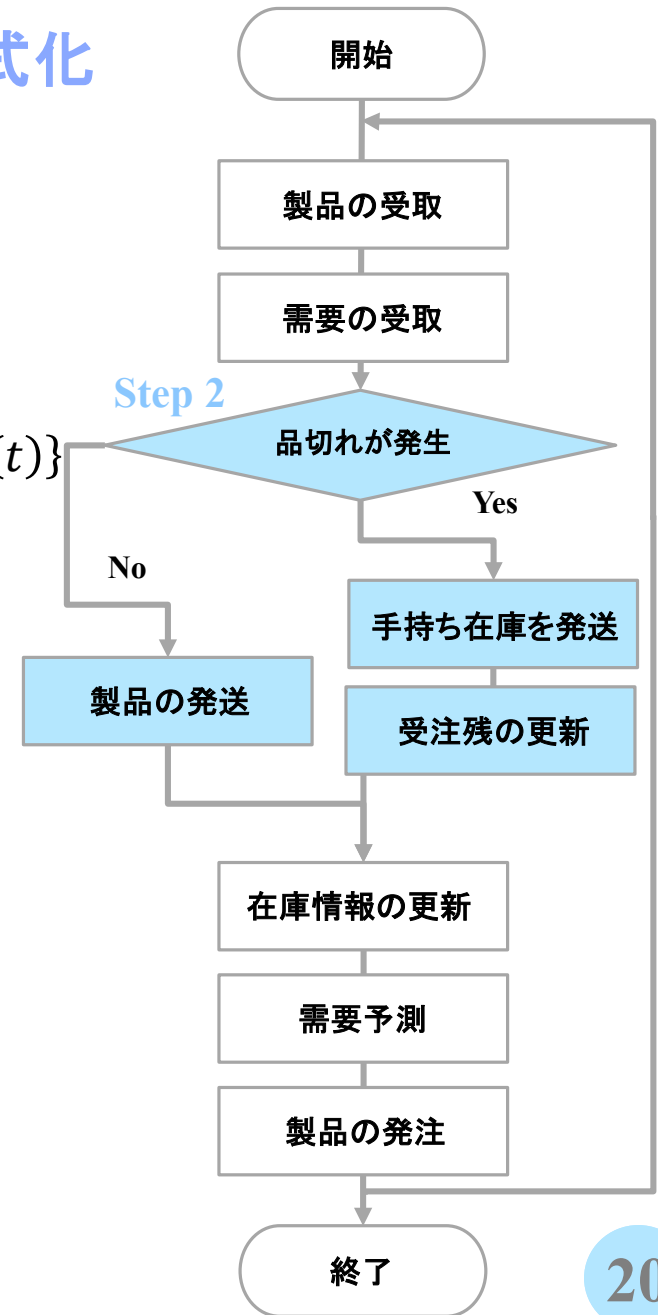 式化
開始
製品の受取
需要の受取
Step 2
品切れが発生
(t)}
Yes
No
手持ち在庫を発送
製品の発送
受注残の更新
在庫情報の更新
需要予測
製品の発注
終了
20